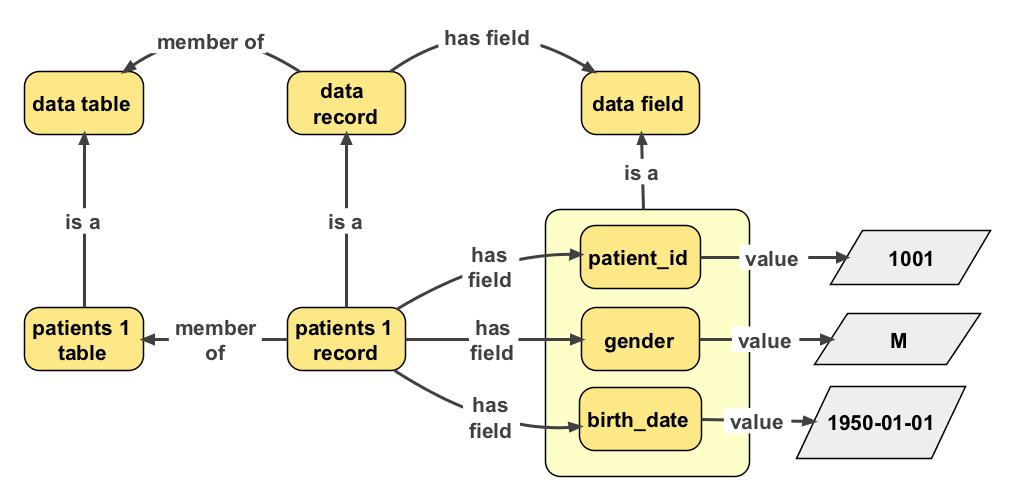 member of
has field
data table
data
record
data field
is a
is a
is a
has
field
patient_id
value
1001
patients 1
table
member
of
patients 1
record
has
field
gender
value
M
has
field
birth_date
value
1950-01-01